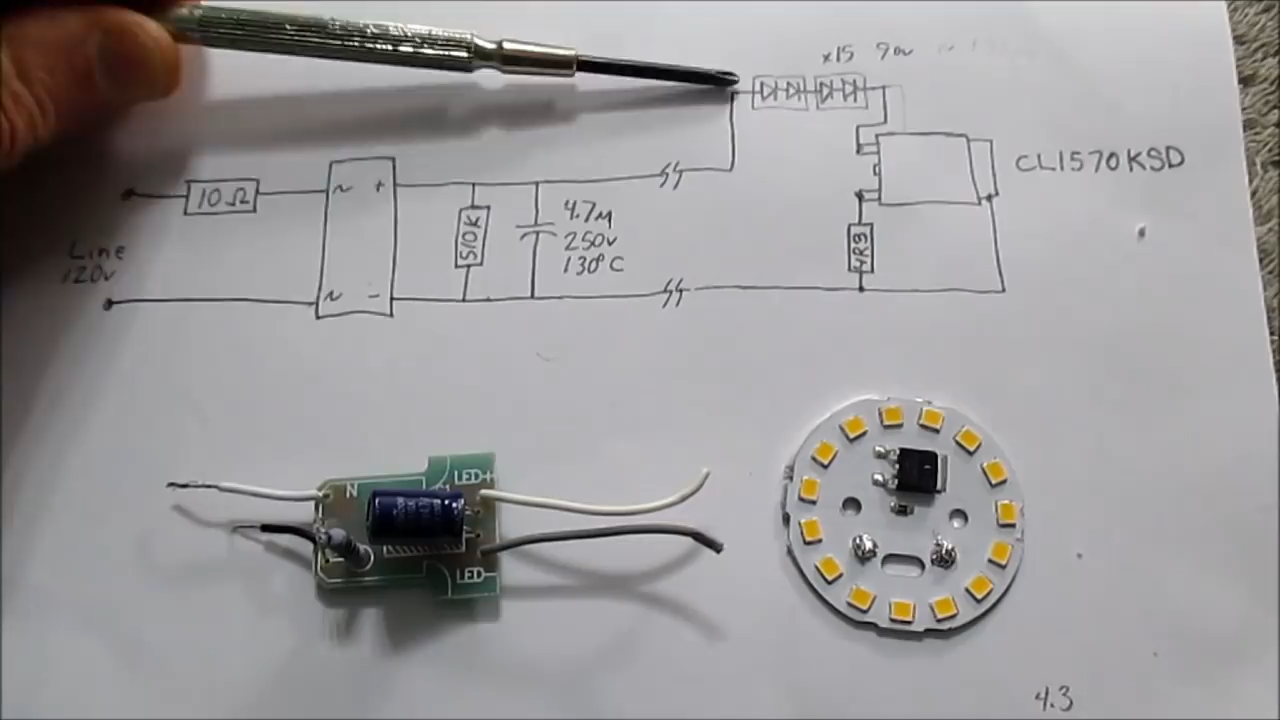 x15 90v
CL1570KSD
10Ω
~ +
510K
4.7M
250v
130°C
4R3
Line
120v
~ -
N
LED+
LED-
4.3